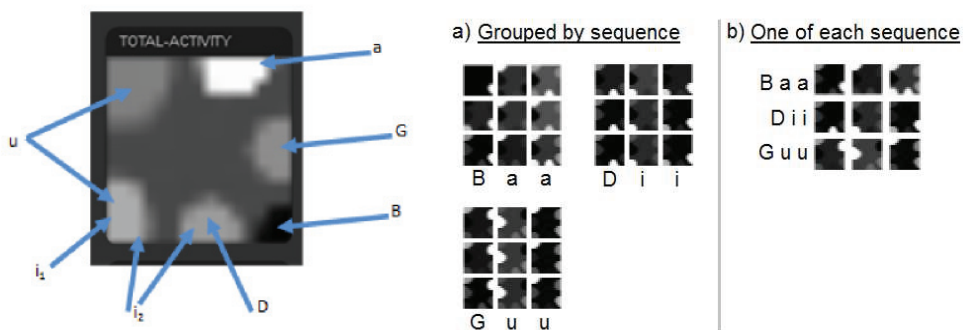 TOTAL-ACTIVITY
a
u
G
B
i₁
i₂
D
a) Grouped by sequence
B a a
D i i
G u u
b) One of each sequence
B a a
D i i
G u u